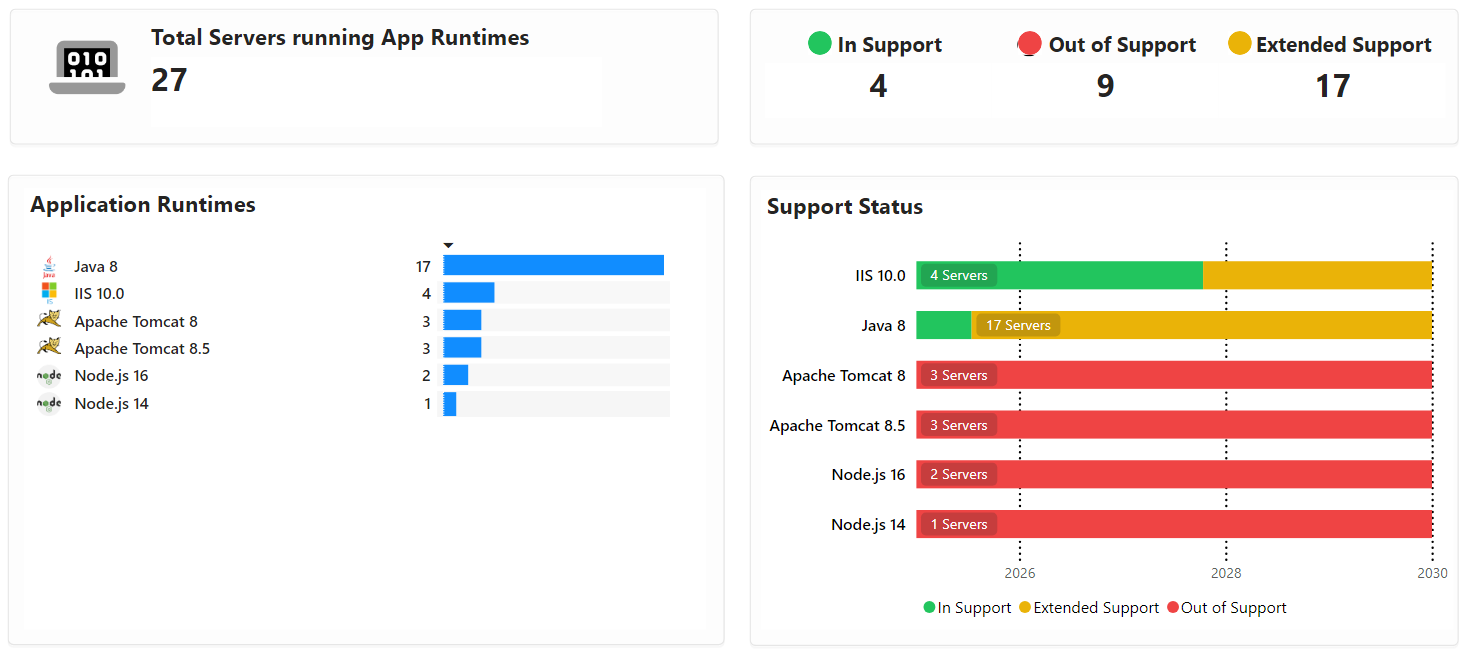 Total Servers running App Runtimes
27
In Support
4
Out of Support
9
Extended Support
17
Application Runtimes
Java 8 17
IIS 10.0 4
Apache Tomcat 8 3
Apache Tomcat 8.5 3
Node.js 16 2
Node.js 14 1
Support Status
IIS 10.0 4 Servers
Java 8 17 Servers
Apache Tomcat 8 3 Servers
Apache Tomcat 8.5 3 Servers
Node.js 16 2 Servers
Node.js 14 1 Servers
2026 2028 2030
In Support Extended Support Out of Support